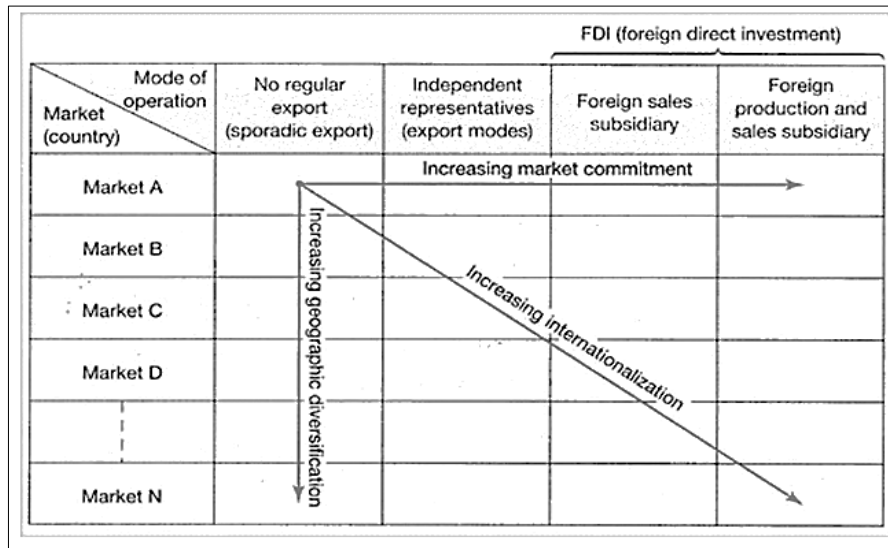 FDI (foreign direct investment)
Mode of
operation
Market
(country)
No regular
export
(sporadic export)
Independent
representatives
(export modes)
Foreign sales
subsidiary
Foreign
production and
sales subsidiary
Market A
Increasing market commitment
Market B
Market C
Market D
Market N
Increasing geographic diversification
Increasing internationalization